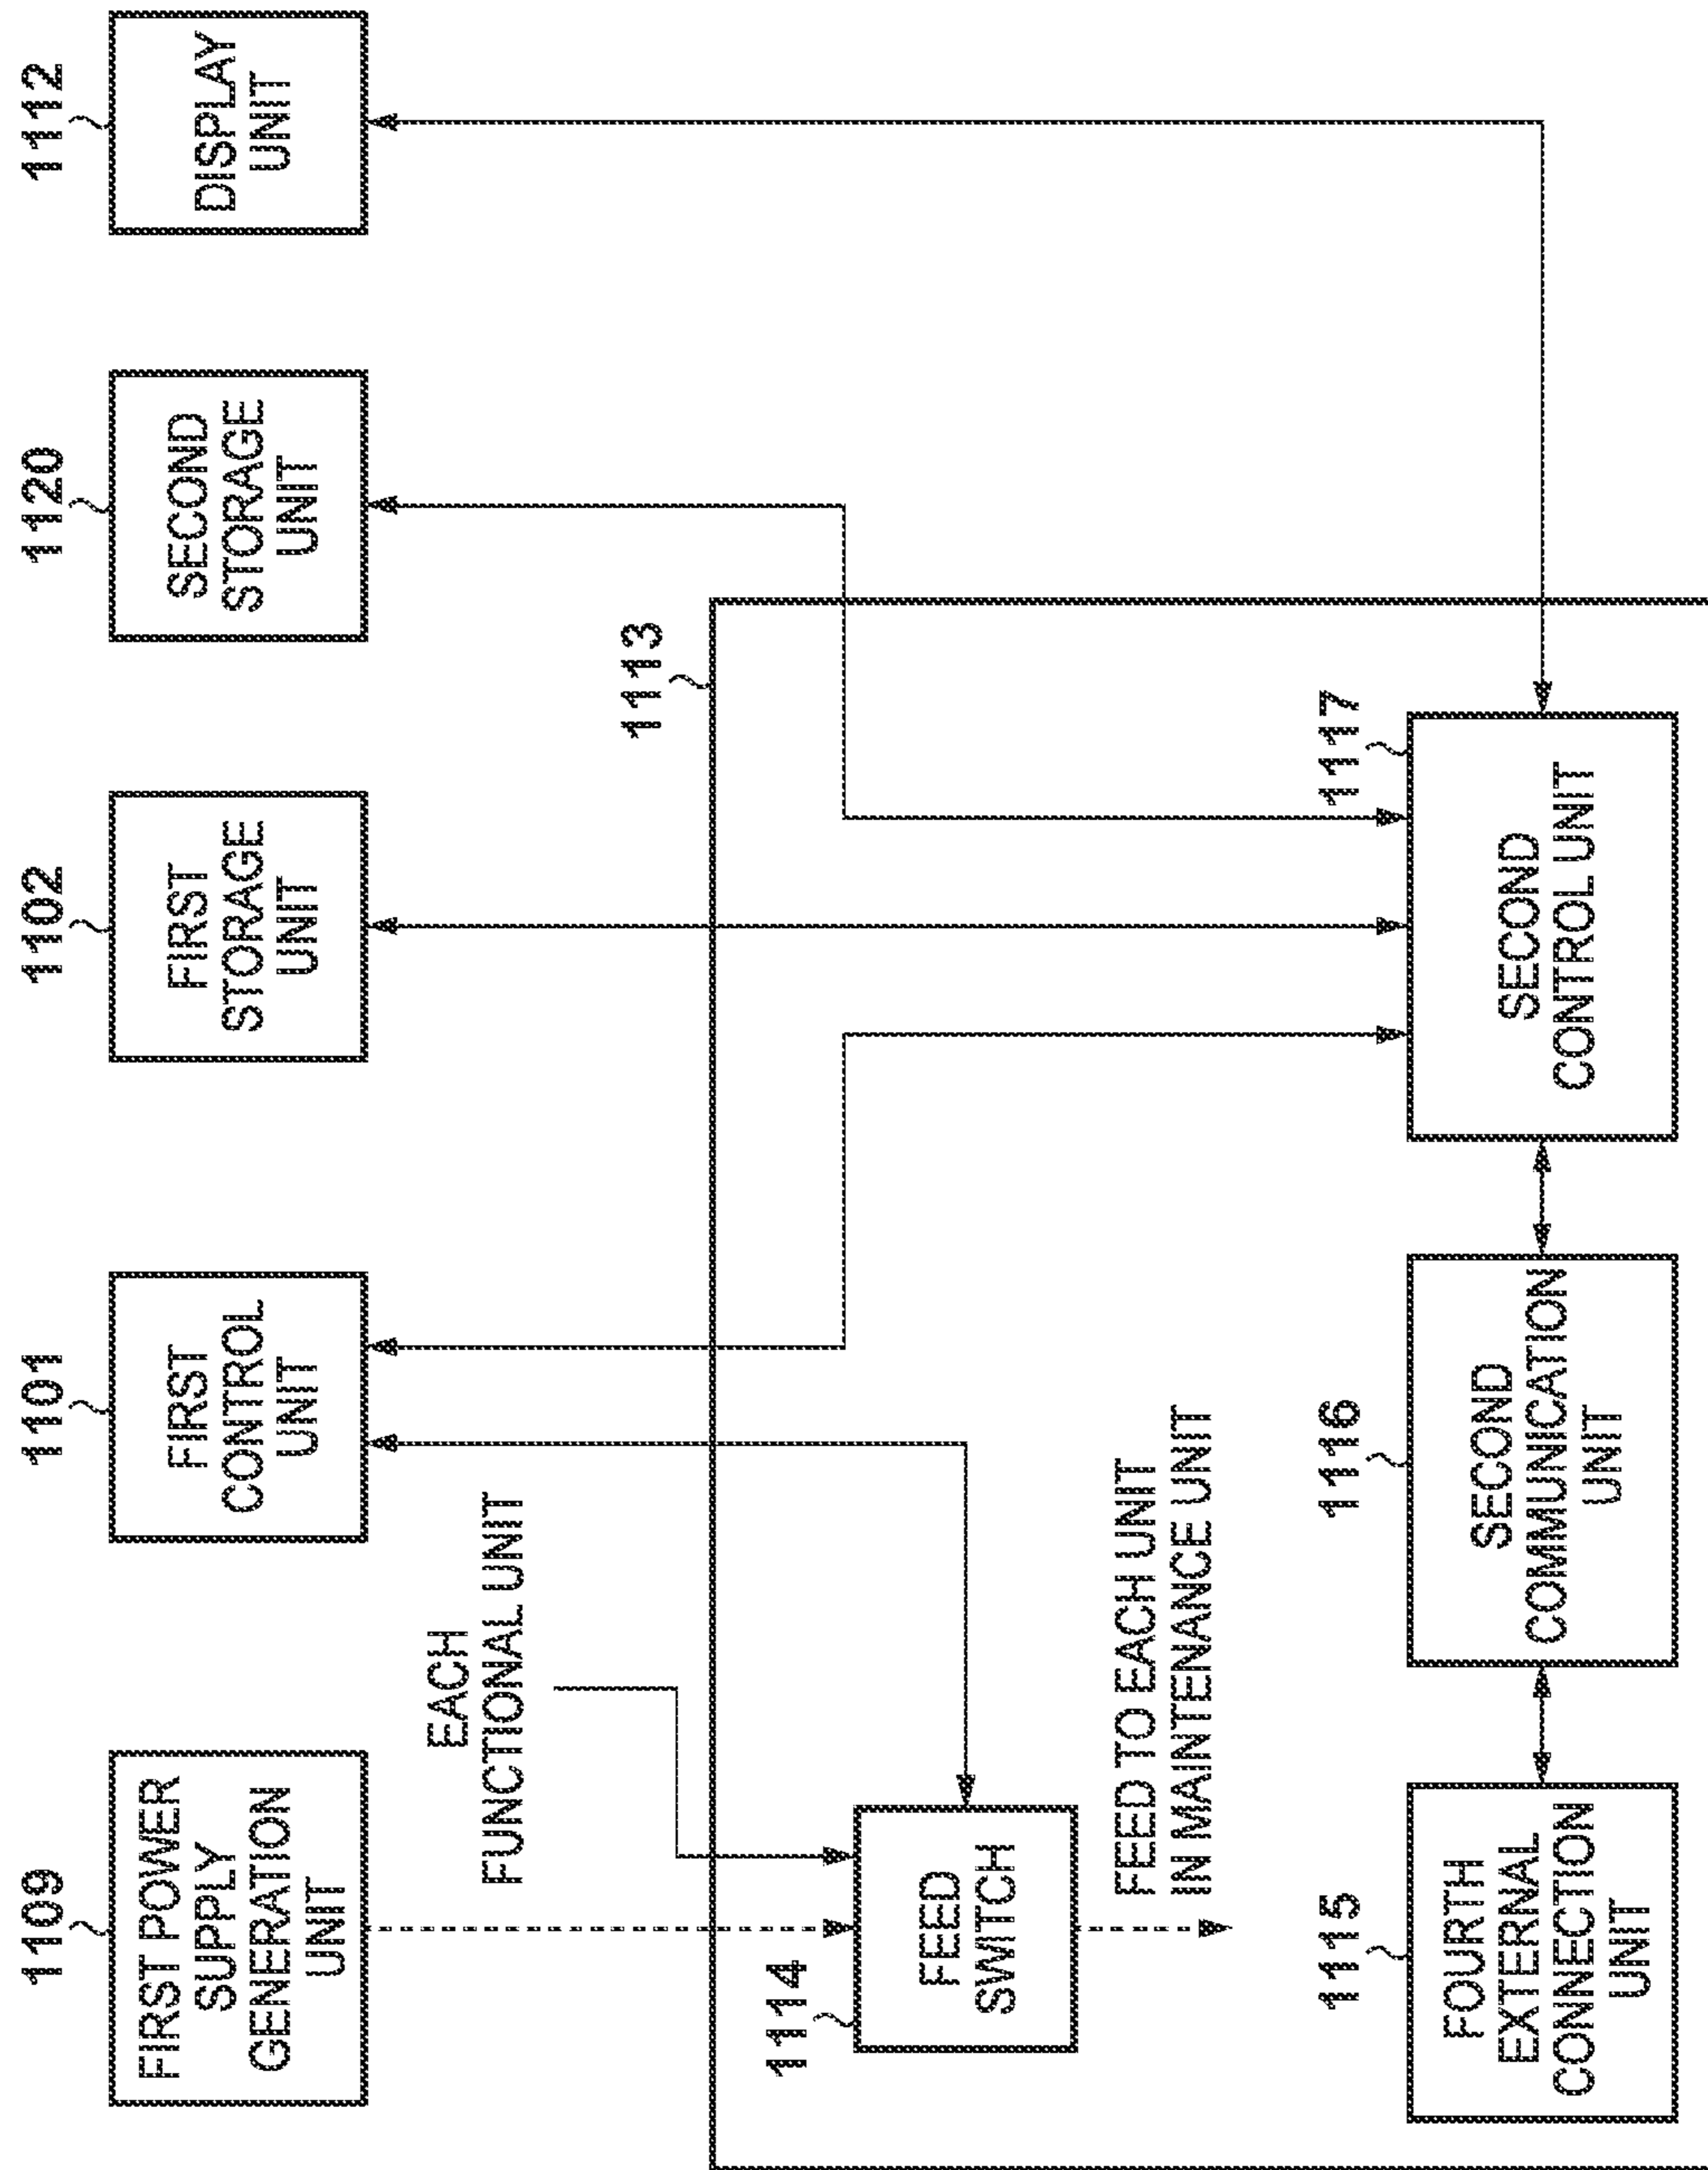 1109
FIRST POWER
SUPPLY
GENERATION
UNIT
1101
FIRST
CONTROL
UNIT
1102
FIRST
STORAGE
UNIT
1120
SECOND
STORAGE
UNIT
1112
DISPLAY
UNIT
EACH
FUNCTIONAL UNIT
1113
1114
FEED
SWITCH
FEED TO EACH UNIT
IN MAINTENANCE UNIT
1115
FOURTH
EXTERNAL
CONNECTION
UNIT
1116
SECOND
COMMUNICATION
UNIT
1117
SECOND
CONTROL UNIT